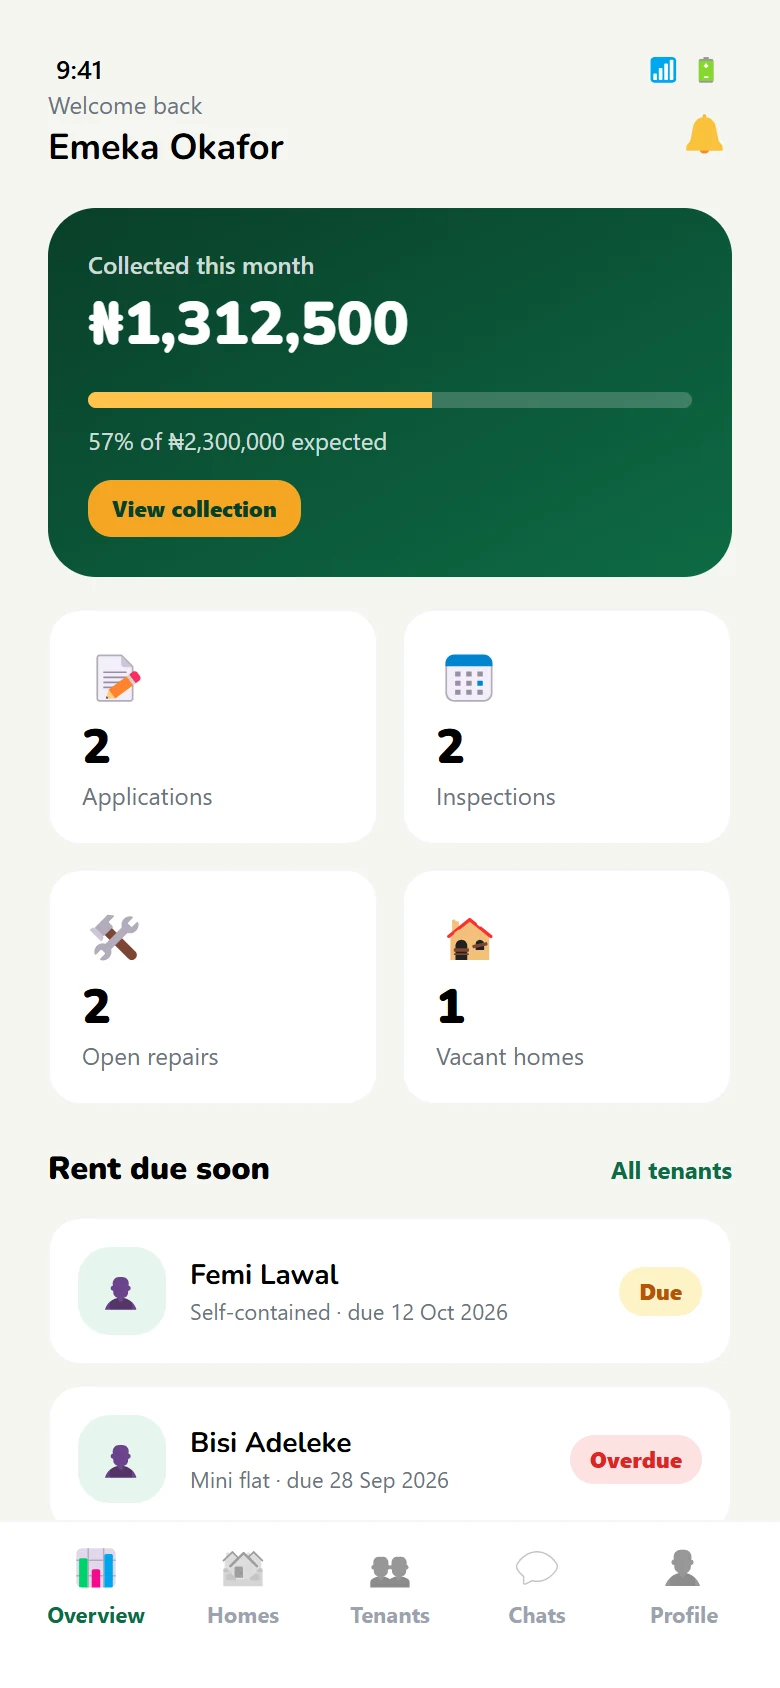 9:41
Welcome back
Emeka Okafor
Collected this month
₦1,312,500
57% of ₦2,300,000 expected
View collection
2
Applications
2
Inspections
2
Open repairs
1
Vacant homes
Rent due soon
All tenants
Femi Lawal
Self-contained · due 12 Oct 2026
Due
Bisi Adeleke
Mini flat · due 28 Sep 2026
Overdue
Overview
Homes
Tenants
Chats
Profile